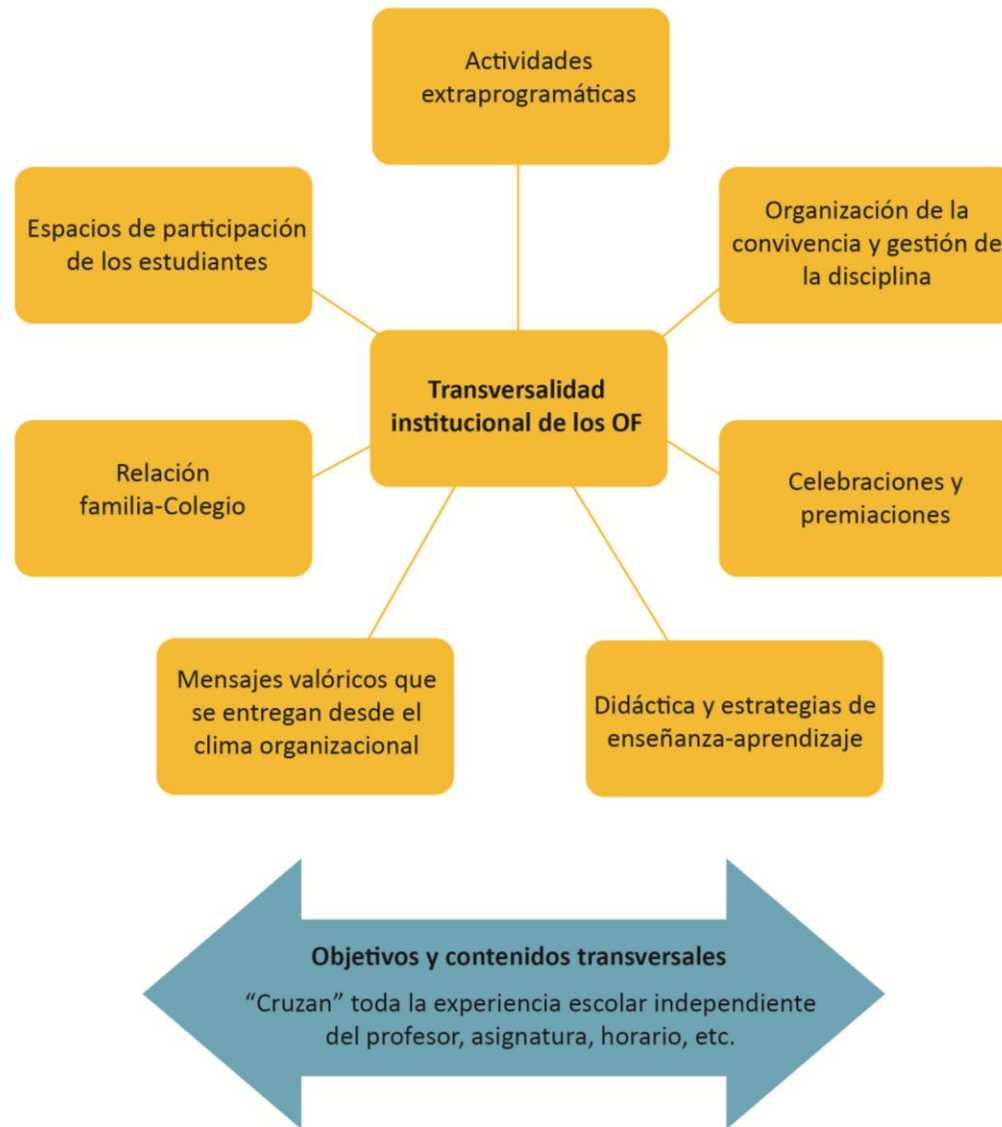 Actividades
extraprogramáticas
Espacios de participación
de los estudiantes
Organización de la
convivencia y gestión de
la disciplina
Transversalidad
institucional de los OF
Relación
familia-Colegio
Celebraciones y
premiaciones
Mensajes valóricos que
se entregan desde el
clima organizacional
Didáctica y estrategias de
enseñanza-aprendizaje
Objetivos y contenidos transversales
“Cruzan” toda la experiencia escolar independiente
del profesor, asignatura, horario, etc.